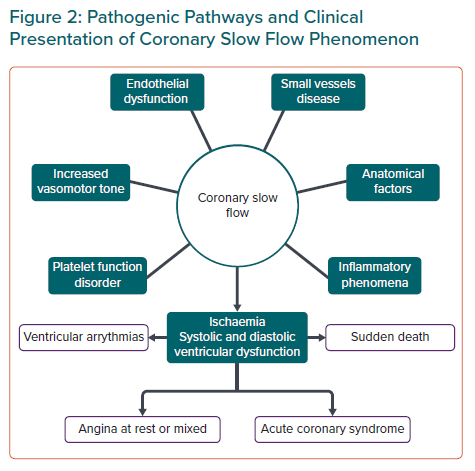 Figure 2: Pathogenic Pathways and Clinical
Presentation of Coronary Slow Flow Phenomenon
Endothelial
dysfunction
Small vessels
disease
Increased
vasomotor tone
Coronary slow
flow
Anatomical
factors
Platelet function
disorder
Inflammatory
phenomena
Ischaemia
Systolic and diastolic
ventricular dysfunction
Ventricular arrythmias
Sudden death
Angina at rest or mixed
Acute coronary syndrome